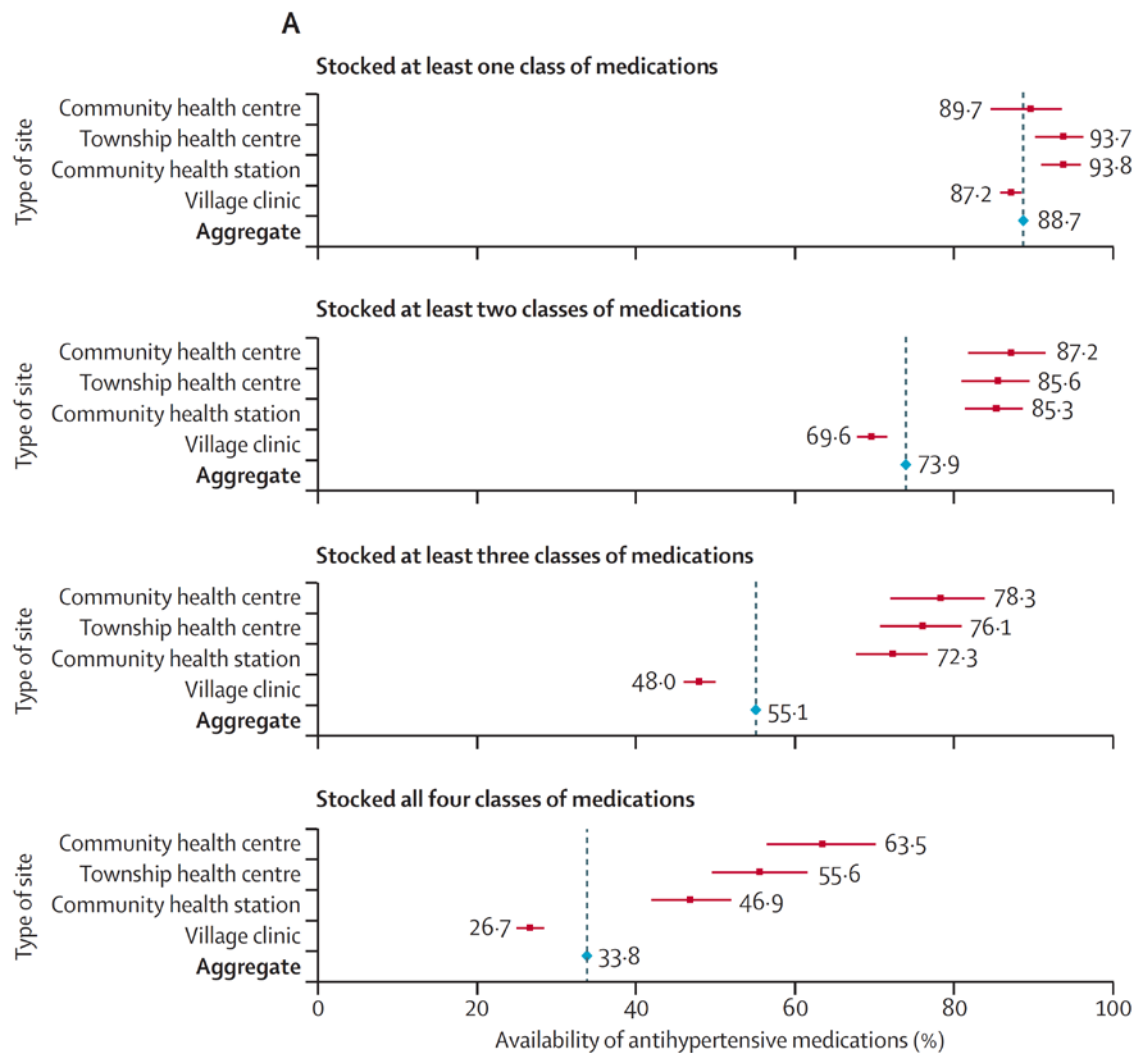 A
Stocked at least one class of medications
Type of site
Community health centre
89·7
Township health centre
93·7
Community health station
93·8
Village clinic
87·2
Aggregate
88·7
Stocked at least two classes of medications
Type of site
Community health centre
87·2
Township health centre
85·6
Community health station
85·3
Village clinic
69·6
Aggregate
73·9
Stocked at least three classes of medications
Type of site
Community health centre
78·3
Township health centre
76·1
Community health station
72·3
Village clinic
48·0
Aggregate
55·1
Stocked all four classes of medications
Type of site
Community health centre
63·5
Township health centre
55·6
Community health station
46·9
Village clinic
26·7
Aggregate
33·8
0 20 40 60 80 100
Availability of antihypertensive medications (%)